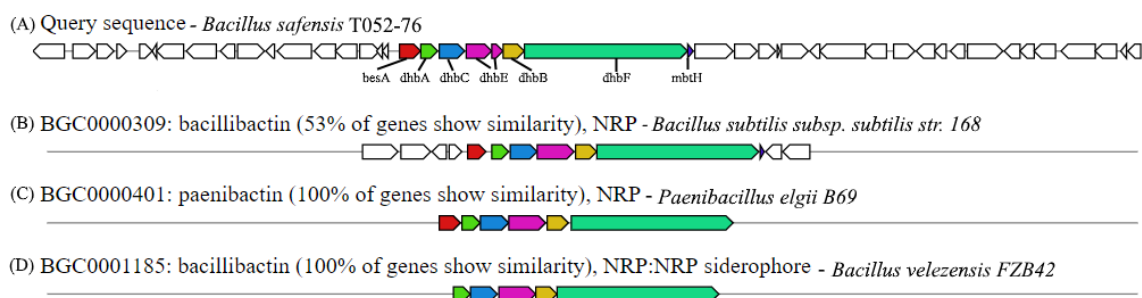 (A) Query sequence - Bacillus safensis T052-76
besA dhbA dhbC dhbE dhbB dhbF mbtH
(B) BGC0000309: bacillibactin (53% of genes show similarity), NRP - Bacillus subtilis subsp. subtilis str. 168
(C) BGC0000401: paenibactin (100% of genes show similarity), NRP - Paenibacillus elgii B69
(D) BGC0001185: bacillibactin (100% of genes show similarity), NRP:NRP siderophore - Bacillus velezensis FZB42